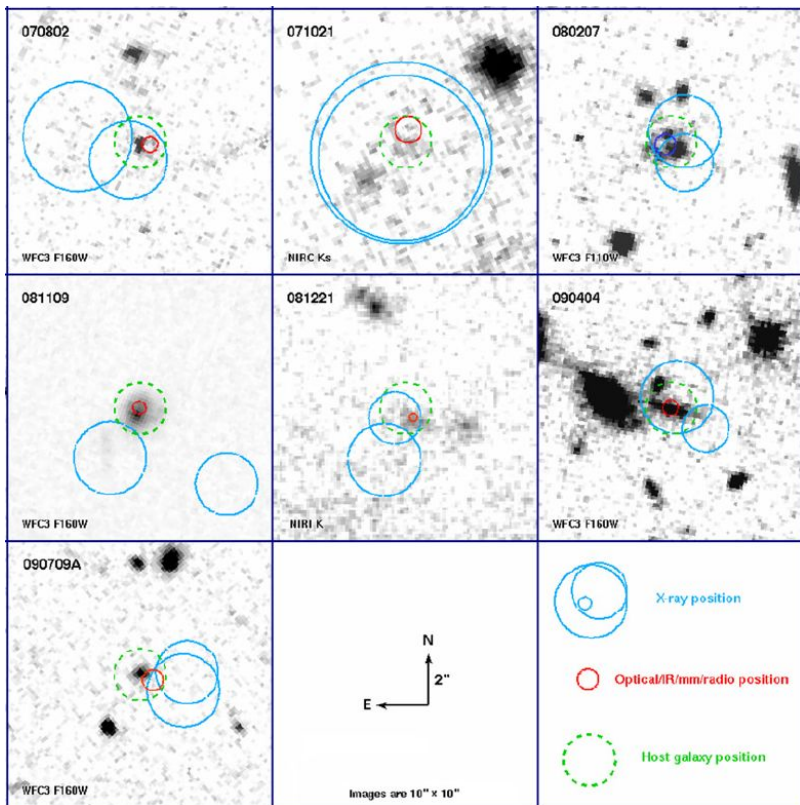 070802
WFC3 F160W
071021
NIRC Ks
080207
WFC3 F110W
081109
WFC3 F160W
081221
NIRI K
090404
WFC3 F160W
090709A
WFC3 F160W
N
2"
E
Images are 10" x 10"
X-ray position
Optical/IR/mm/radio position
Host galaxy position